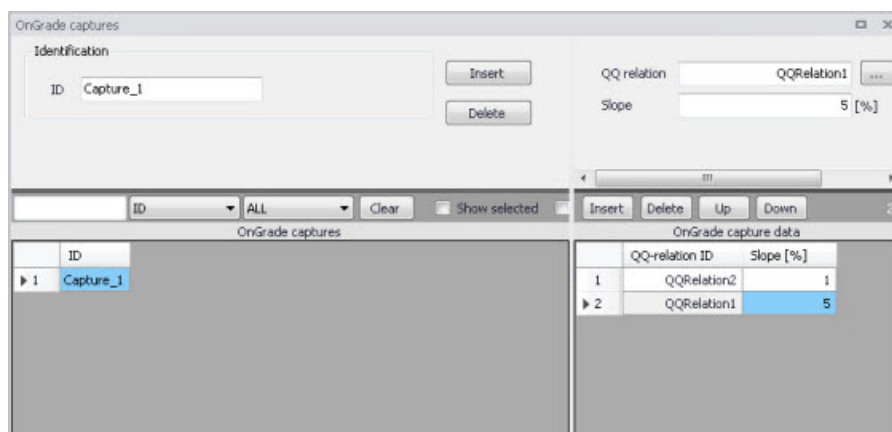 OnGrade captures
Identification
ID Capture_1
Insert
Delete
QQ relation QQRelation1 ...
Slope 5 [%]
ID ALL Clear Show selected
Insert Delete Up Down
OnGrade captures
OnGrade capture data
ID
1 Capture_1
QQ-relation ID Slope [%]
1 QQRelation2 1
2 QQRelation1 5